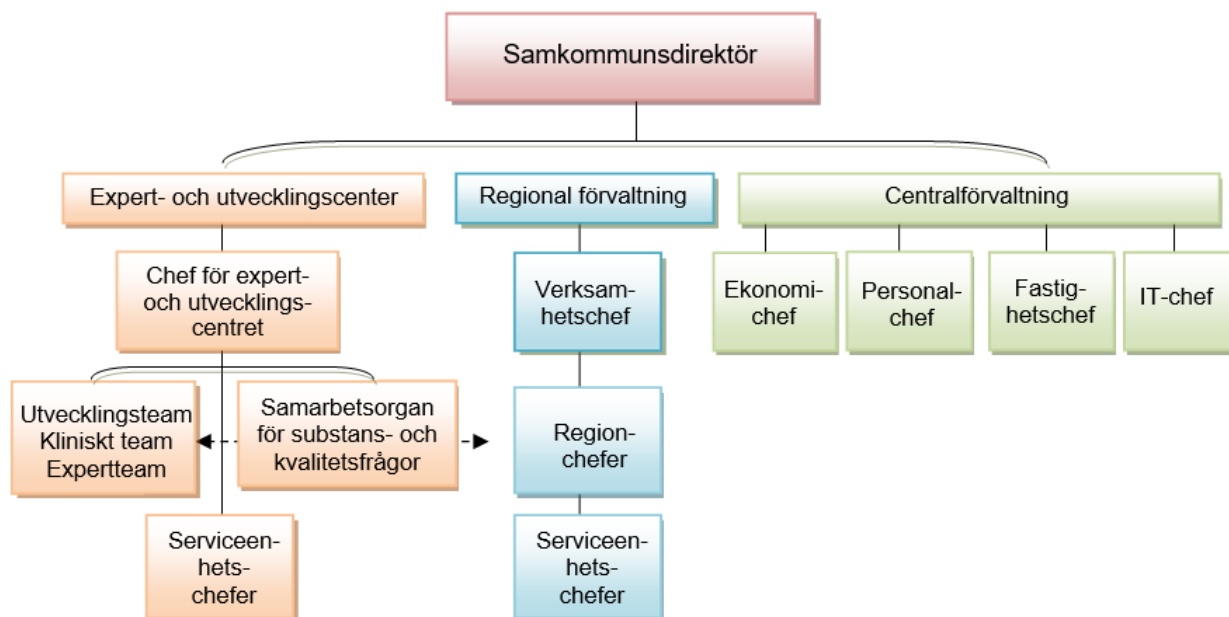 Samkommunsdirektör
Expert- och utvecklingscenter
Regional förvaltning
Centralförvaltning
Chef för expert-
och utvecklings-
centret
Verksam-
hetschef
Ekonomi-
chef
Personal-
chef
Fastig-
hetschef
IT-chef
Utvecklingsteam
Kliniskt team
Expertteam
Samarbetsorgan
för substans- och
kvalitetsfrågor
Region-
chefer
Serviceen-
hets-
chefer
Serviceen-
hets-
chefer